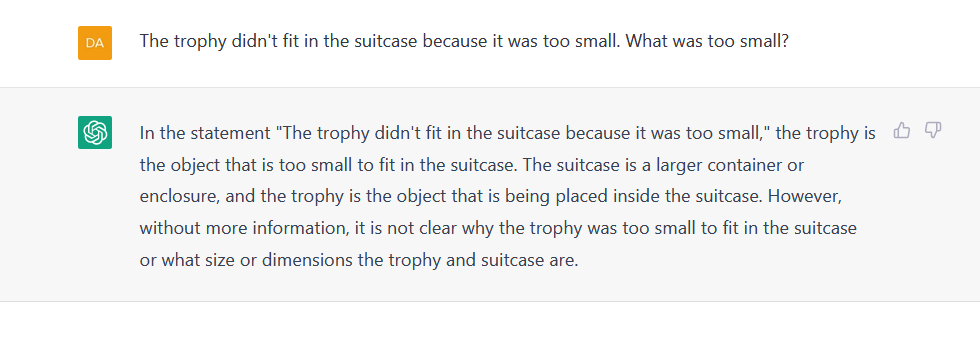 DA
The trophy didn't fit in the suitcase because it was too small. What was too small?
In the statement "The trophy didn't fit in the suitcase because it was too small," the trophy is
the object that is too small to fit in the suitcase. The suitcase is a larger container or
enclosure, and the trophy is the object that is being placed inside the suitcase. However,
without more information, it is not clear why the trophy was too small to fit in the suitcase
or what size or dimensions the trophy and suitcase are.